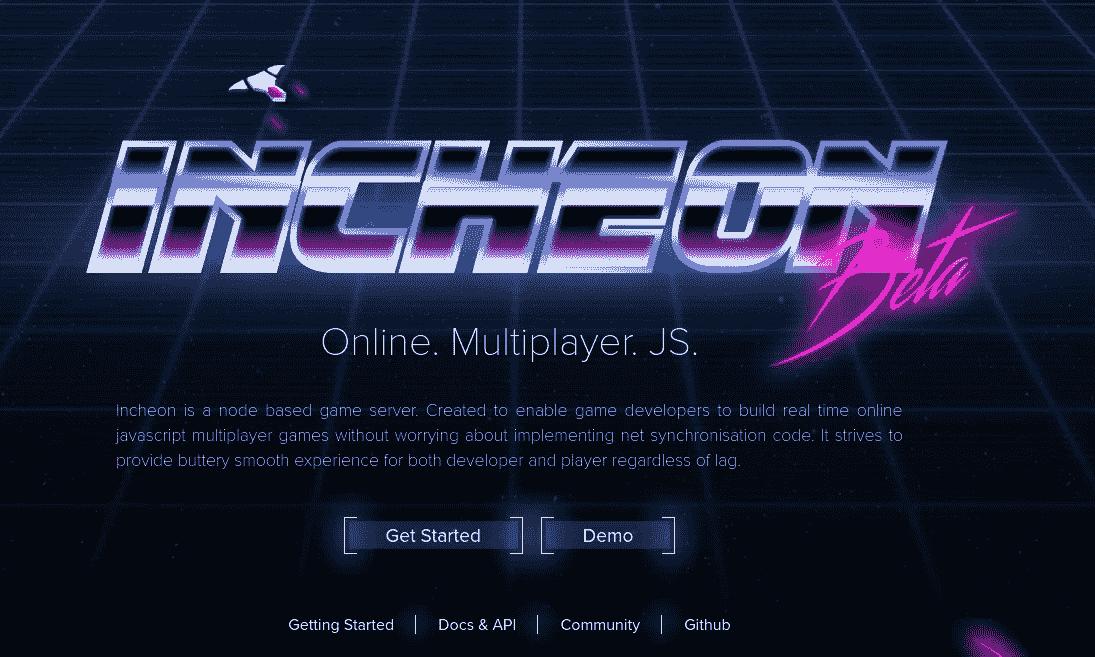 INCHEON
Beta
Online. Multiplayer. JS.
Incheon is a node based game server. Created to enable game developers to build real time online
javascript multiplayer games without worrying about implementing net synchronisation code. It strives to
provide buttery smooth experience for both developer and player regardless of lag.
Get Started Demo
Getting Started | Docs & API | Community | Github